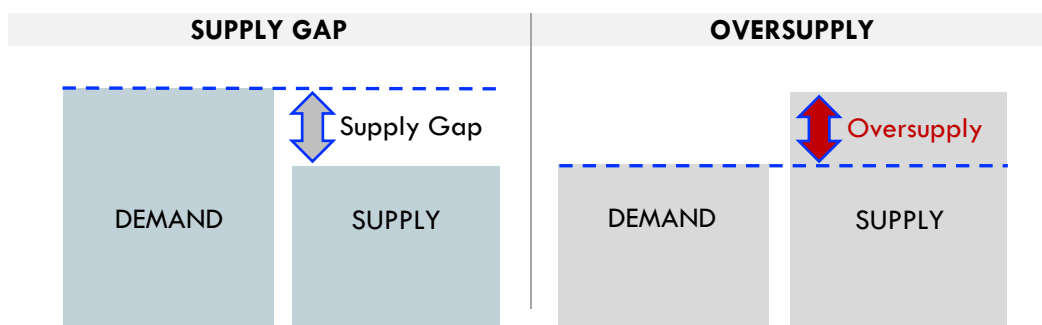 SUPPLY GAP
Supply Gap
DEMAND
SUPPLY
OVERSUPPLY
Oversupply
DEMAND
SUPPLY